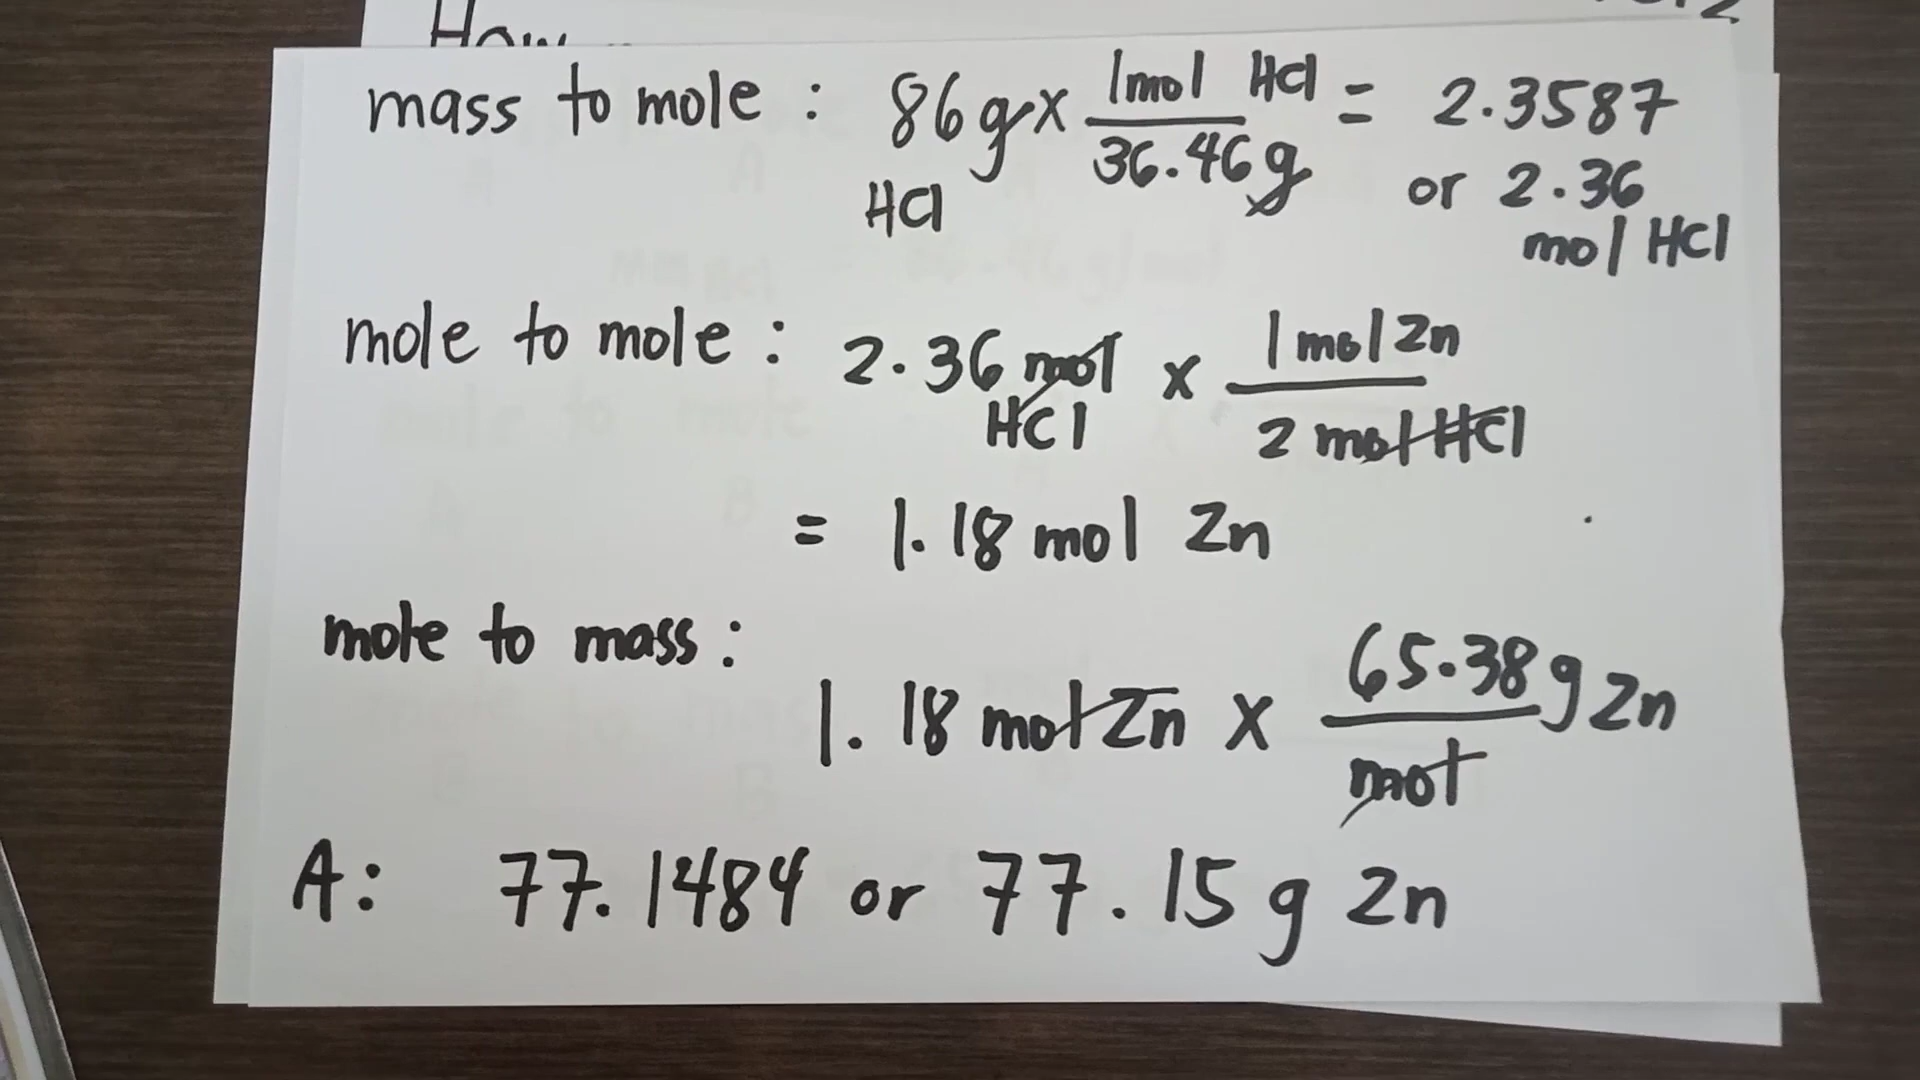 How
mass to mole : 86g x 1mol HCl / 36.46g = 2.3587
HCl
or 2.36
mol HCl
mole to mole : 2.36 mol HCl x 1 mol Zn / 2 mol HCl
= 1.18 mol Zn
mole to mass :
1.18 mol Zn x 65.38 g Zn / mol
A: 77.1484 or 77.15 g Zn